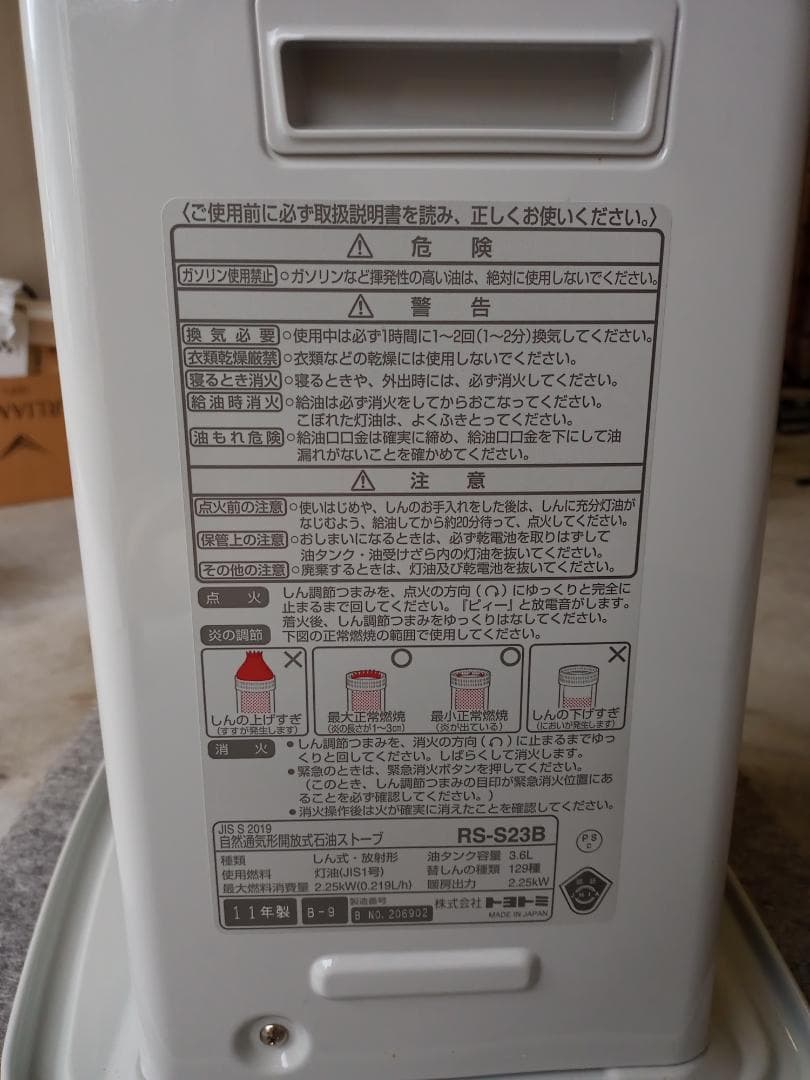 〈ご使用前に必ず取扱説明書を読み、正しくお使いください。〉
⚠ 危険
ガソリン使用禁止 ○ガソリンなど揮発性の高い油は、絶対に使用しないでください。
⚠ 警告
換気必要 ○使用中は必ず1時間に1〜2回(1〜2分)換気してください。
衣類乾燥厳禁 ○衣類などの乾燥には使用しないでください。
寝るとき消火 ○寝るときや、外出時には、必ず消火してください。
給油時消火 ○給油は必ず消火をしてからおこなってください。
こぼれた灯油は、よくふきとってください。
油もれ危険 ○給油口口金は確実に締め、給油口口金を下にして油
漏れがないことを確かめてください。
⚠ 注意
点火前の注意 ○使いはじめや、しんのお手入れをした後は、しんに充分灯油が
なじむよう、給油してから約20分待って、点火してください。
保管上の注意 ○おしまいになるときは、必ず乾電池を取りはずして
油タンク・油受けざら内の灯油を抜いてください。
その他の注意 ○廃棄するときは、灯油及び乾電池を抜いてください。
点火 しん調節つまみを、点火の方向( )にゆっくりと完全に
止まるまで回してください。『ピィー』と放電音がします。
着火後、しん調節つまみをゆっくりはなしてください。
炎の調節 下図の正常燃焼の範囲で使用してください。
しんの上げすぎ
(すすが発生します)
最大正常燃焼
(炎の長さが1〜3cm)
最小正常燃焼
(炎が出ている)
しんの下げすぎ
(においが発生します)
消火 ●しん調節つまみを、消火の方向( )に止まるまでゆっ
くりと回してください。しばらくして消火します。
●緊急のときは、緊急消火ボタンを押してください。
(このとき、しん調節つまみの目印が緊急消火位置にあ
ることを必ず確認してください。)
●消火操作後は火が確実に消えたことを確認してください。
JIS S 2019
自然通気形開放式石油ストーブ RS-S23B
種類 しん式・放射形 油タンク容量 3.6L
使用燃料 灯油(JIS1号) 替しんの種類 129種
最大燃料消費量 2.25kW(0.219L/h) 暖房出力 2.25kW
11年製 B-9 製造番号 B NO. 206902 株式会社 トヨトミ
MADE IN JAPAN
PS
C